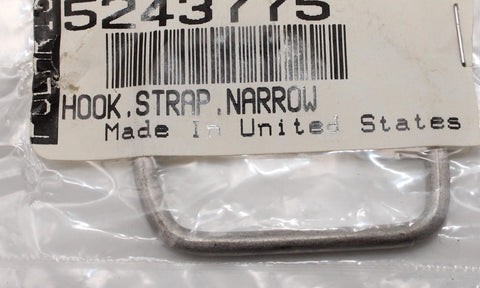 5243775
HOOK,STRAP,NARROW
Made In United States